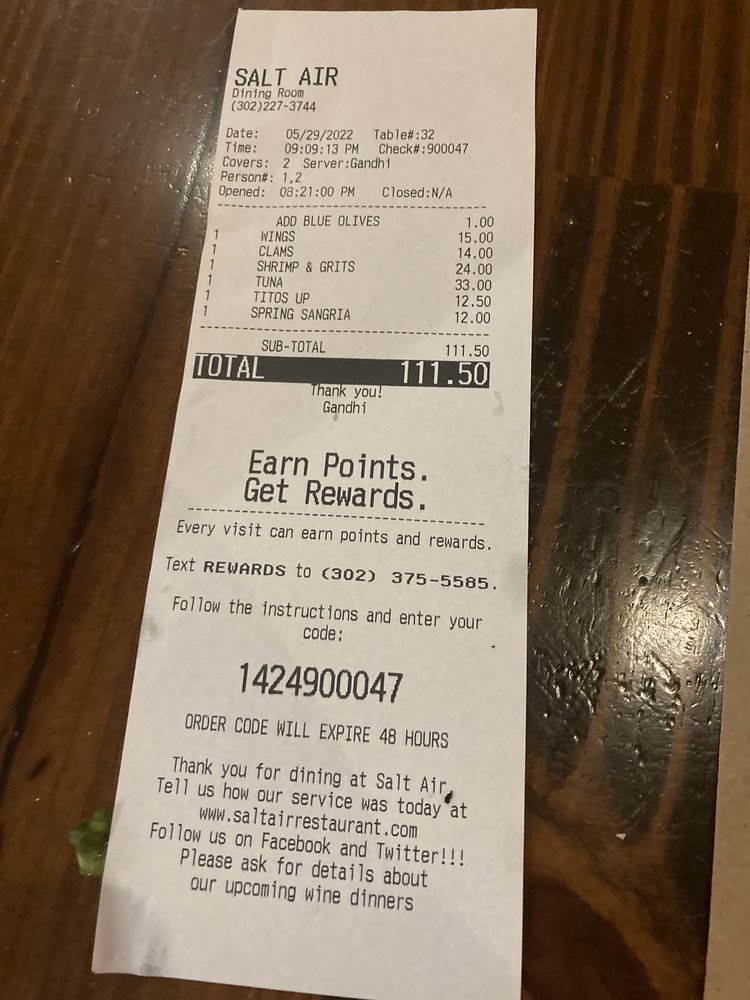 SALT AIR
Dining Room
(302)227-3744
Date: 05/29/2022 Table#:32
Time: 09:09:13 PM Check#:900047
Covers: 2 Server:Gandhi
Person#: 1,2
Opened: 08:21:00 PM Closed:N/A
ADD BLUE OLIVES 1.00
1 WINGS 15.00
1 CLAMS 14.00
1 SHRIMP & GRITS 24.00
1 TUNA 33.00
1 TITOS UP 12.50
1 SPRING SANGRIA 12.00
SUB-TOTAL 111.50
TOTAL 111.50
Thank you!
Gandhi
Earn Points.
Get Rewards.
Every visit can earn points and rewards.
Text REWARDS to (302) 375-5585.
Follow the instructions and enter your
code:
1424900047
ORDER CODE WILL EXPIRE 48 HOURS
Thank you for dining at Salt Air,
Tell us how our service was today at
www.saltairrestaurant.com
Follow us on Facebook and Twitter!!!
Please ask for details about
our upcoming wine dinners